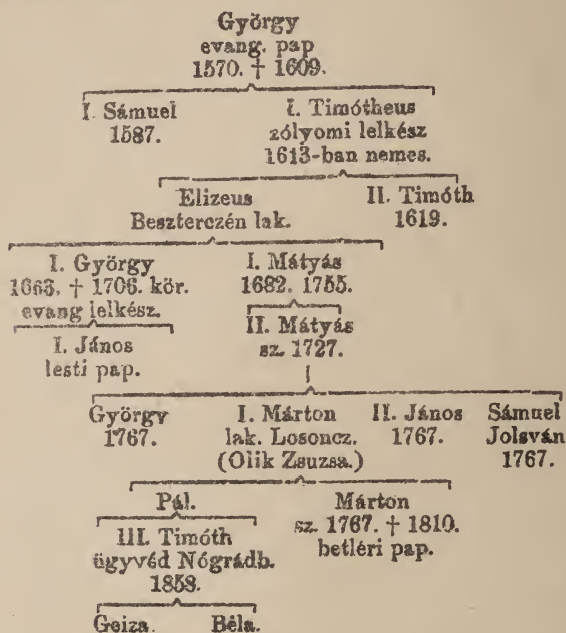 György
evang. pap
1570. † 1609.
I. Sámuel I. Timótheus
1587. zólyomi lelkész
1613-ban nemes.
Elizeus II. Timóth
Beszterczén lak. 1619.
I. György I. Mátyás
1663. † 1706. kör. 1682. 1755.
evang lelkész. II. Mátyás
I. János sz. 1727.
lesti pap.
György I. Márton II. János Sámuel
1767. lak. Losoncz. 1767. Jolsván
(Olik Zsuzsa.) 1767.
Pál. Márton
III. Timóth sz. 1767. † 1810.
ügyvéd Nógrádb. betléri pap.
1858.
Geiza. Béla.